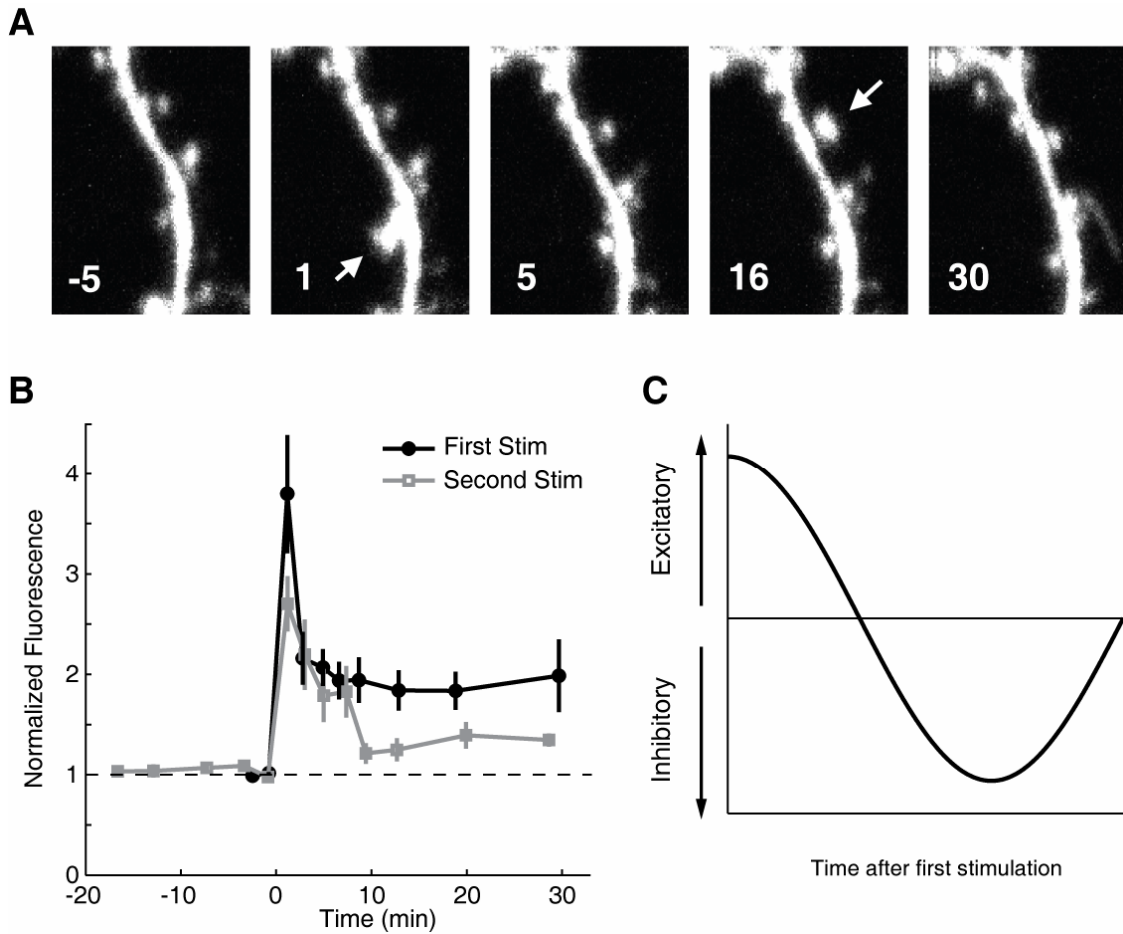 A
-5
1
5
16
30
B
First Stim
Second Stim
Normalized Fluorescence
4
3
2
1
0
-20
-10
0
10
20
30
Time (min)
C
Excitatory
Inhibitory
Time after first stimulation